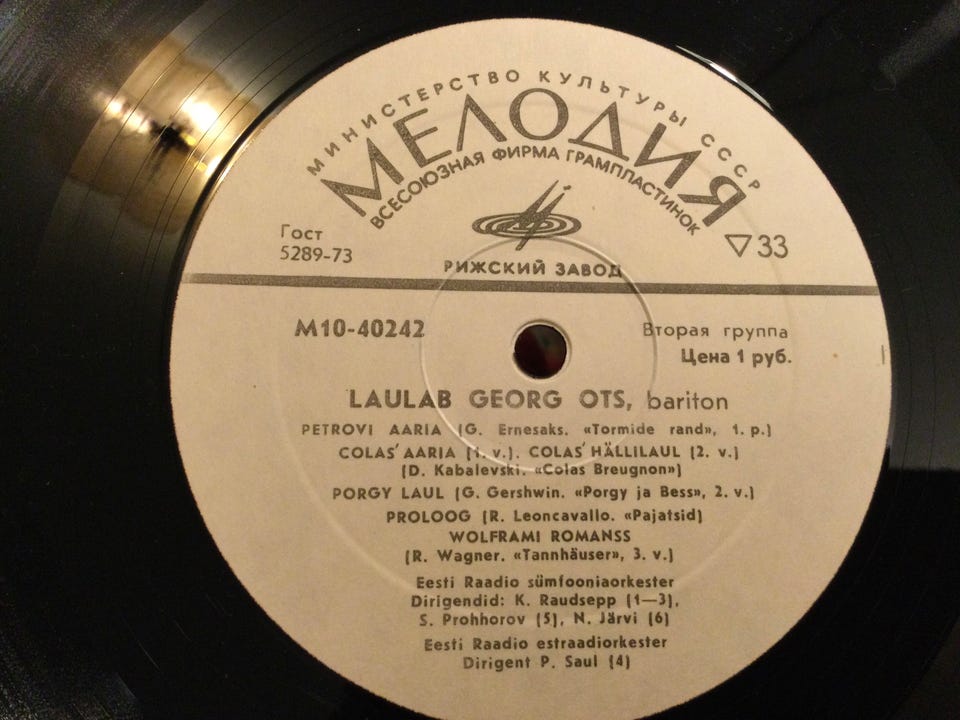 МИНИСТЕРСТВО КУЛЬТУРЫ СССР
МЕЛОДИЯ
ВСЕСОЮЗНАЯ ФИРМА ГРАМПЛАСТИНОК
Гост
5289-73
▽33
РИЖСКИЙ ЗАВОД
М10-40242
Вторая группа
Цена 1 руб.
LAULAB GEORG OTS, bariton
PETROVI AARIA (G. Ernesaks. «Tormide rand», 1. p.)
COLAS' AARIA (1. v.). COLAS' HÄLLILAUL (2. v.)
(D. Kabalevski. «Colas Breugnon»)
PORGY LAUL (G. Gershwin. «Porgy ja Bess», 2. v.)
PROLOOG (R. Leoncavallo. «Pajatsid)
WOLFRAMI ROMANSS
(R. Wagner. «Tannhäuser», 3. v.)
Eesti Raadio sümfooniaorkester
Dirigendid: K. Raudsepp (1—3),
S. Prohhorov (5), N. Järvi (6)
Eesti Raadio estraadiorkester
Dirigent P. Saul (4)